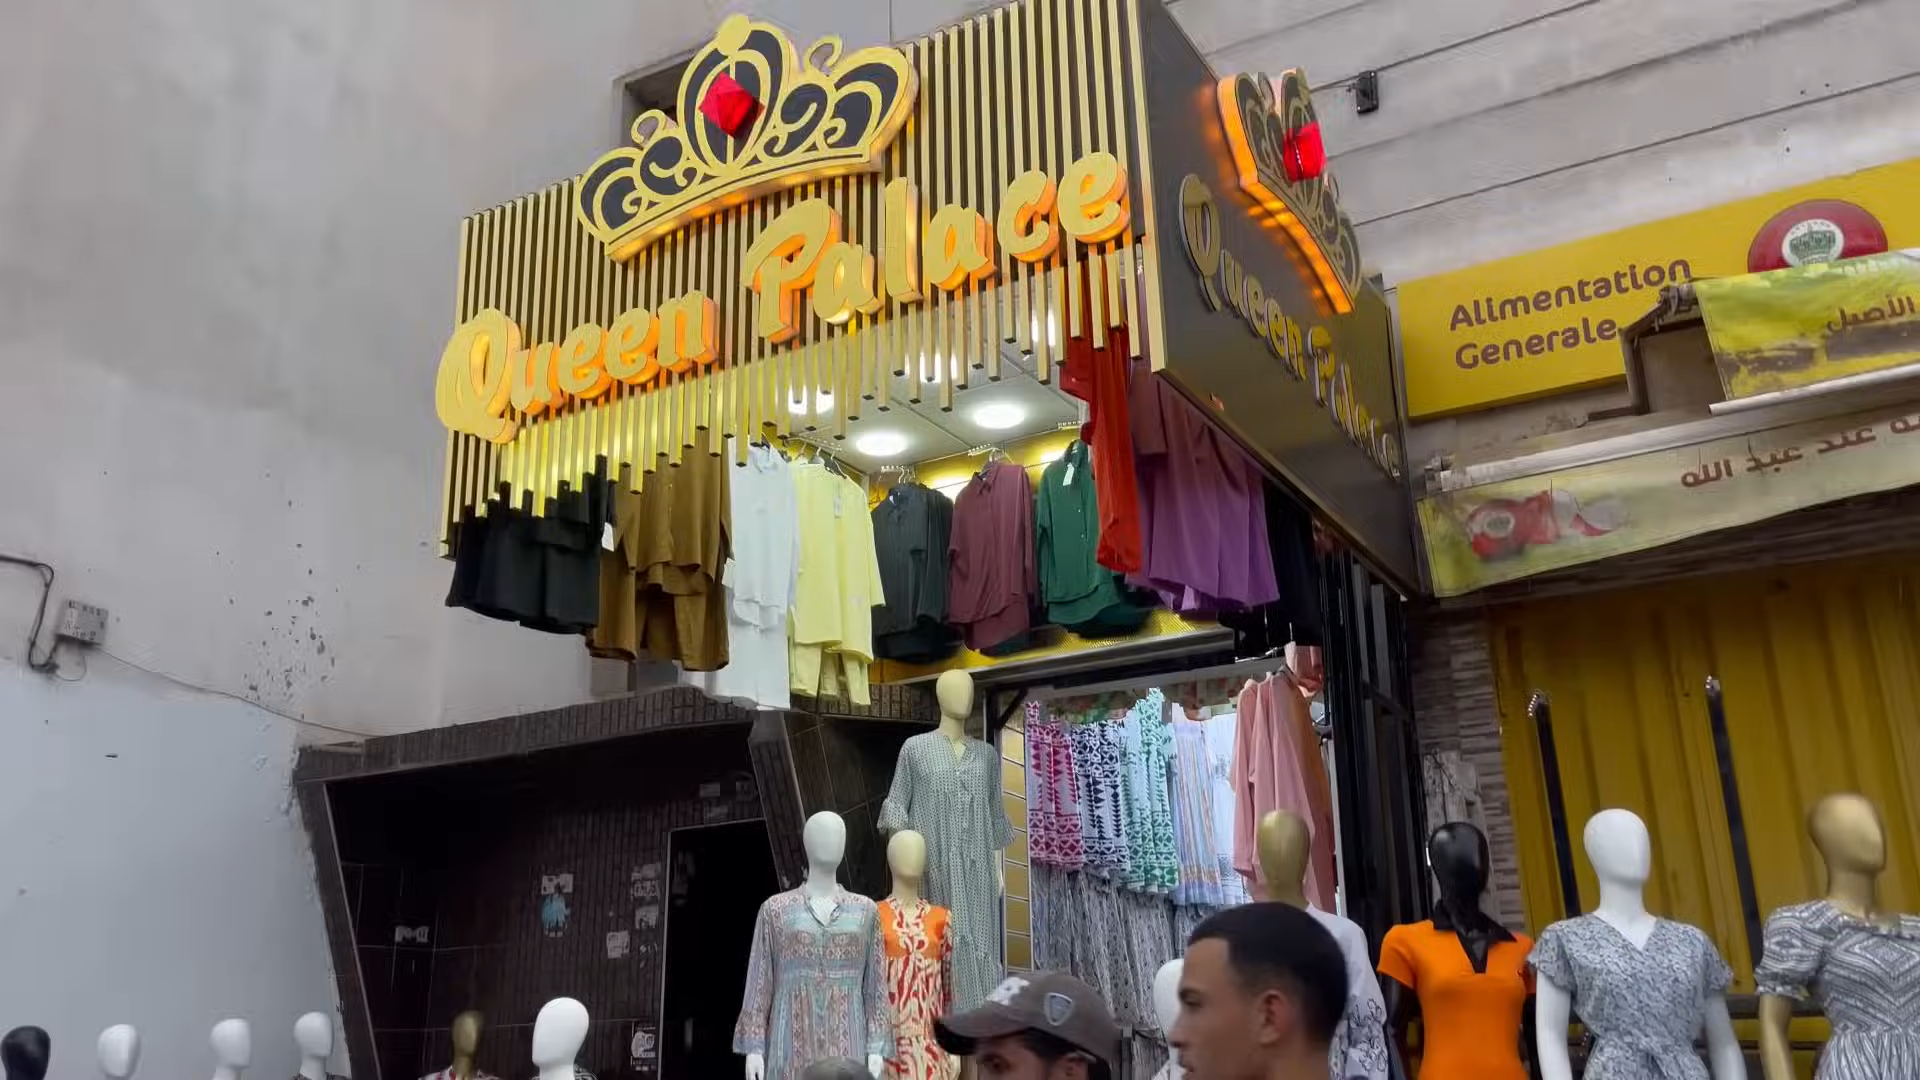 Queen Palace
Queen Palace
Alimentation
Generale
الأصيل
عند عبد الله